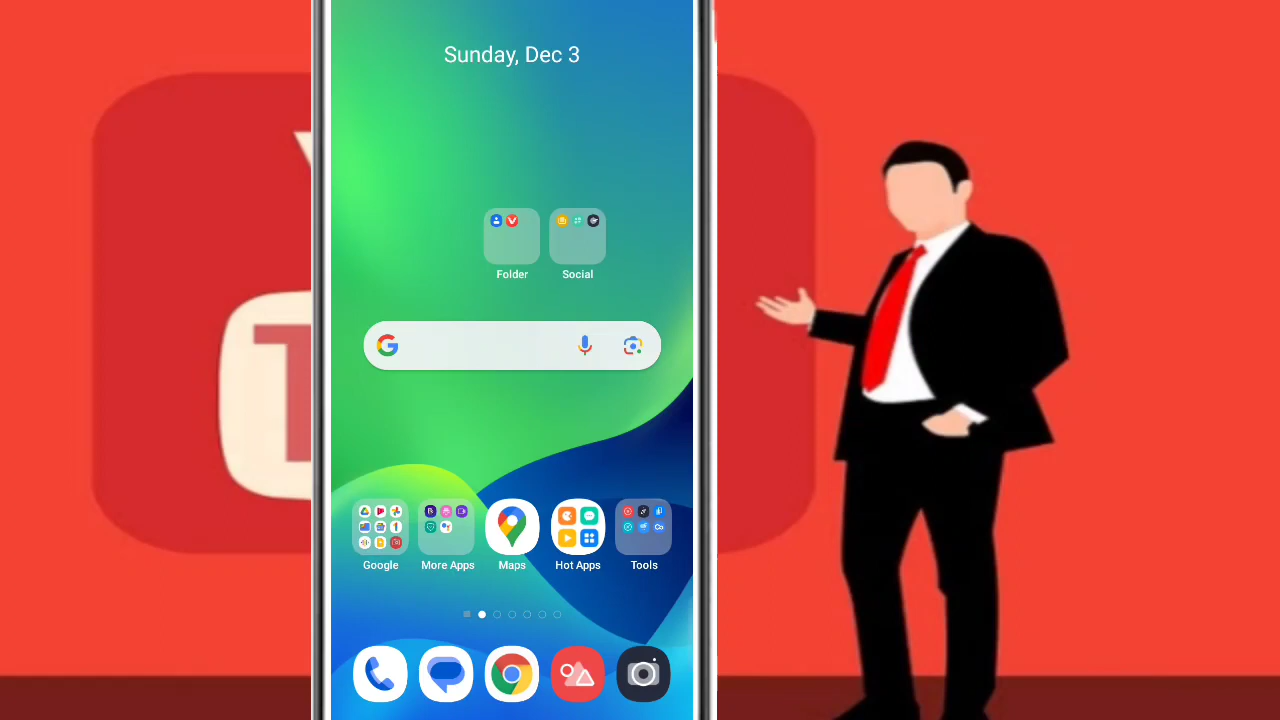 Sunday, Dec 3
Folder
Social
Google
More Apps
Maps
Hot Apps
Tools